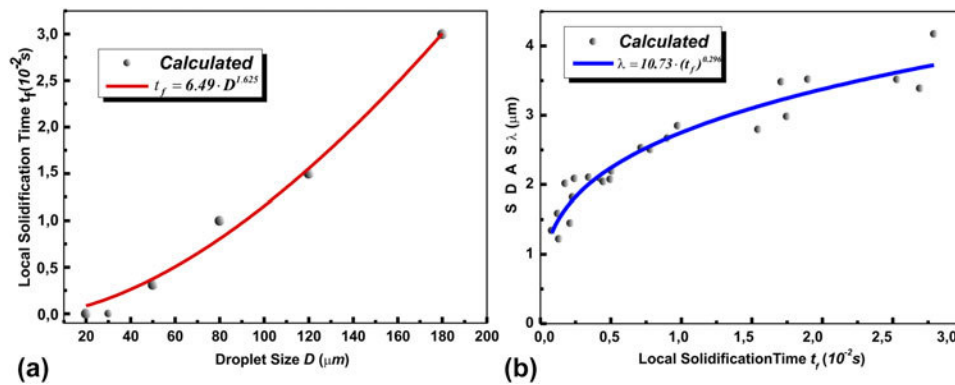 3,0
2,5
2,0
1,5
1,0
0,5
0,0
Local Solidification Time t_f(10^-2 s)
Calculated
t_f = 6.49 · D^1.625
20 40 60 80 100 120 140 160 180 200
Droplet Size D (μm)
(a)
4
3
2
1
0
S D A S λ (μm)
Calculated
λ = 10.73 · (t_f)^0.296
0,0 0,5 1,0 1,5 2,0 2,5 3,0
Local SolidificationTime t_f(10^-2 s)
(b)